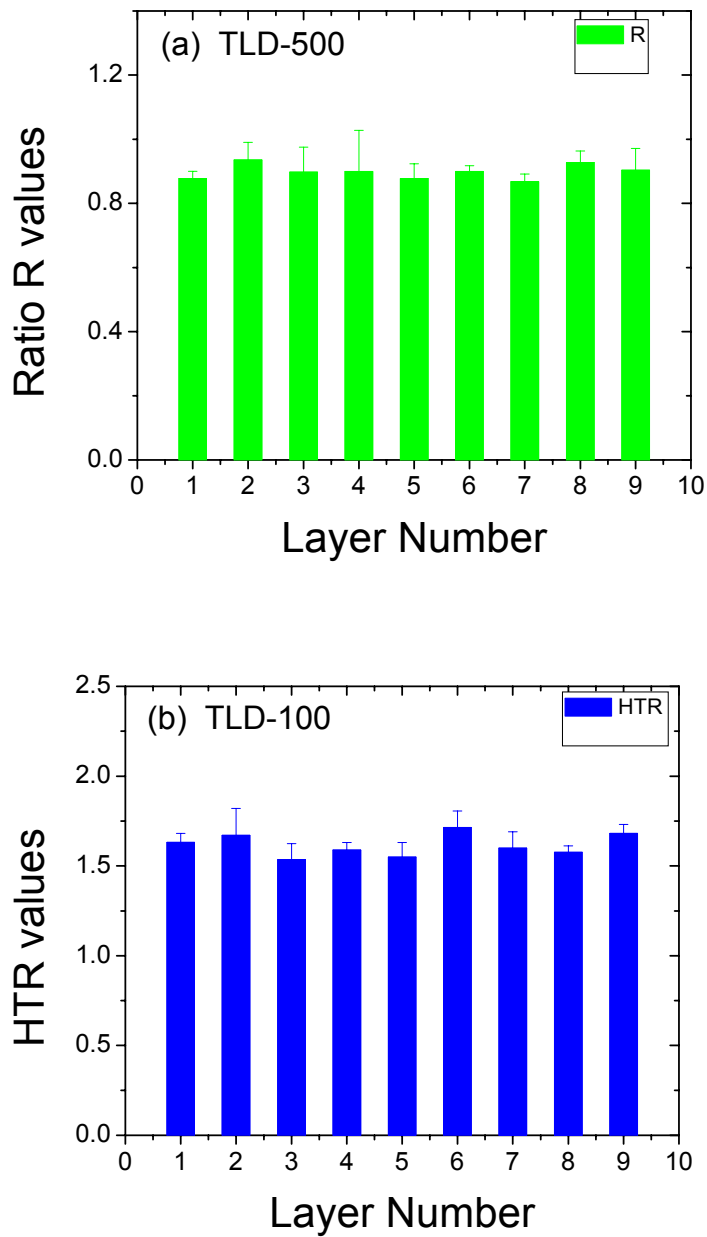 (a) TLD-500
R
1.2
0.8
0.4
0.0
Ratio R values
0 1 2 3 4 5 6 7 8 9 10
Layer Number
(b) TLD-100
HTR
2.5
2.0
1.5
1.0
0.5
0.0
HTR values
0 1 2 3 4 5 6 7 8 9 10
Layer Number